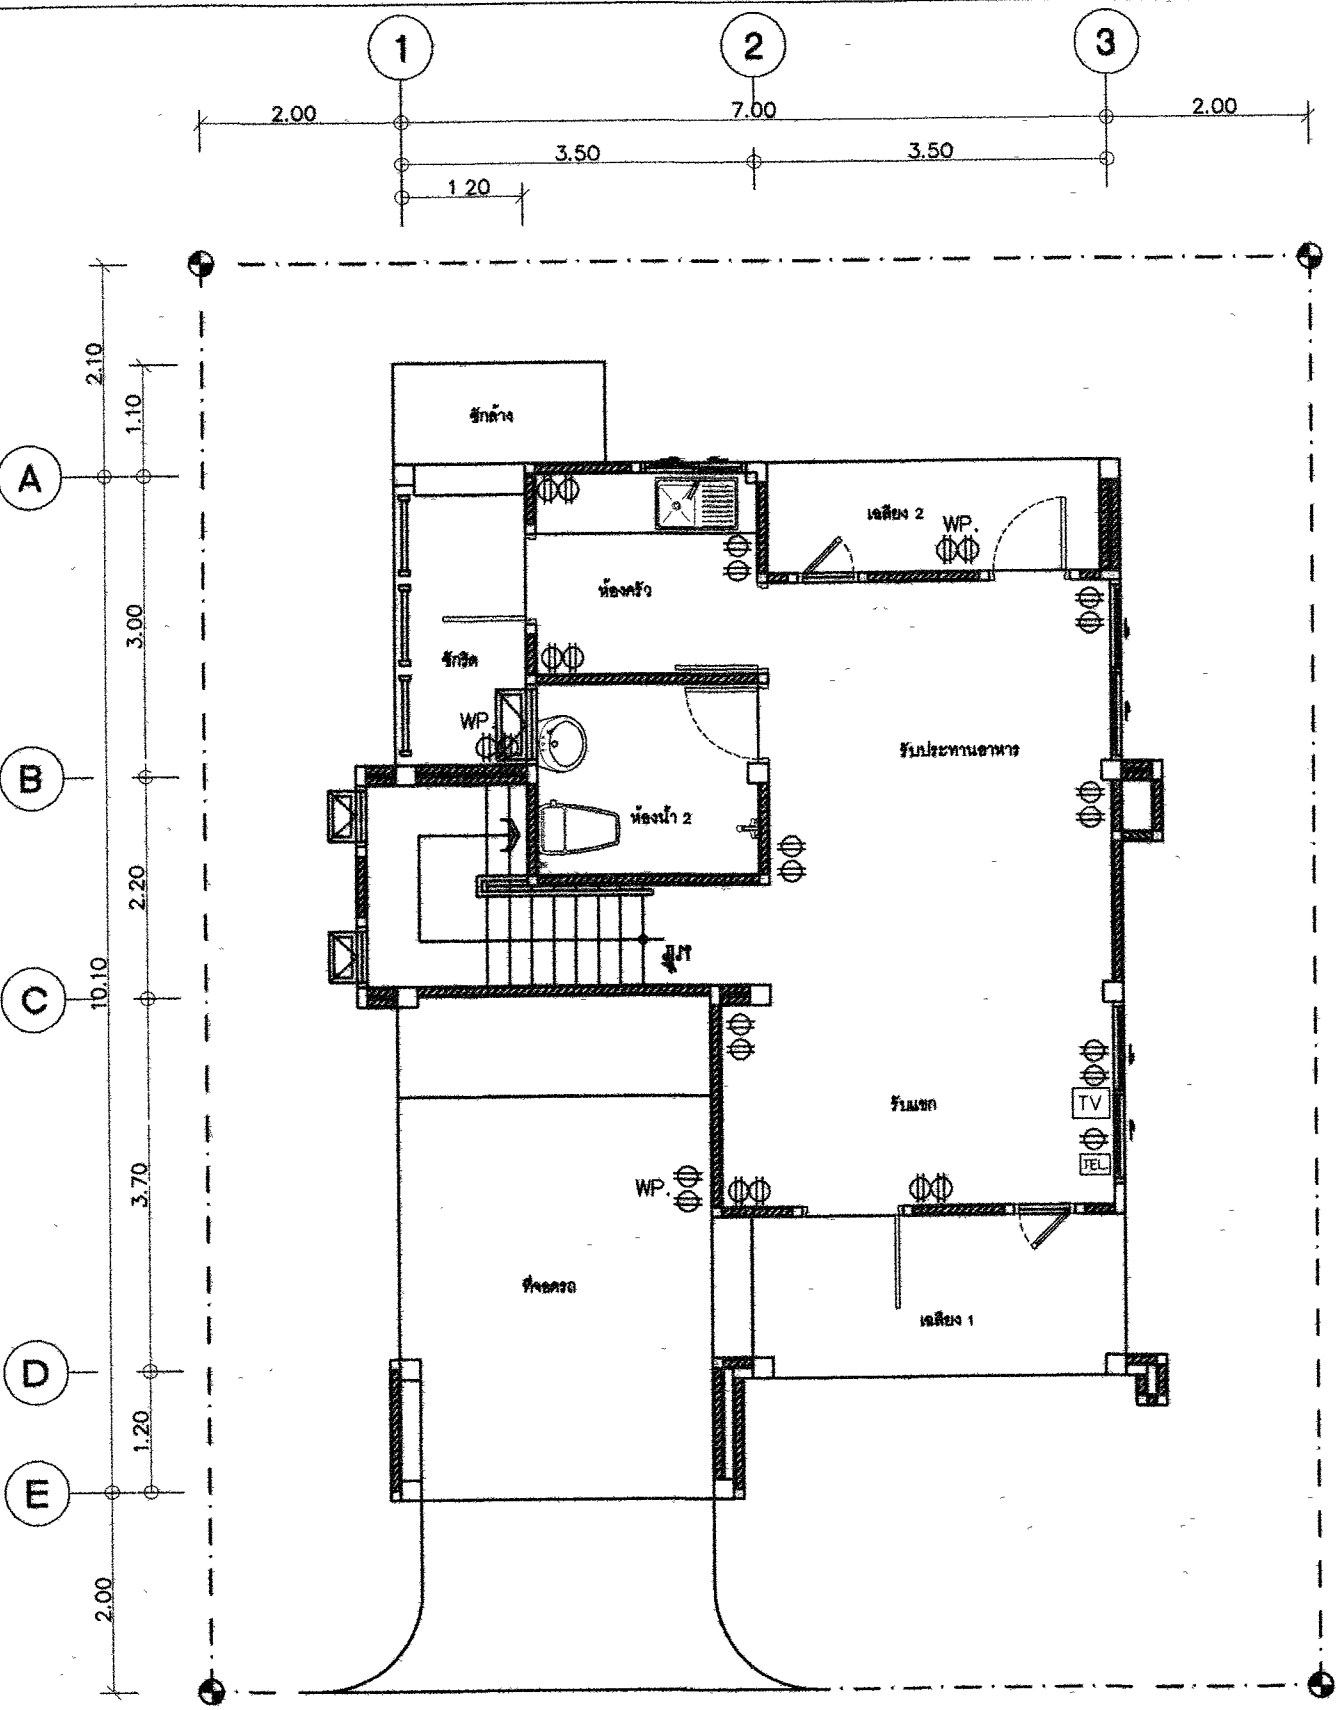 1
2
3
2.00
7.00
2.00
3.50
3.50
1.20
2.10
1.10
ซักล้าง
A
เฉลียง 2
WP.
ห้องครัว
3.00
ซักรีด
WP.
รับประทานอาหาร
B
ห้องน้ำ 2
2.20
10.10
C
รับแขก
TV
TEL.
3.70
WP.
ที่จอดรถ
เฉลียง 1
D
1.20
E
2.00